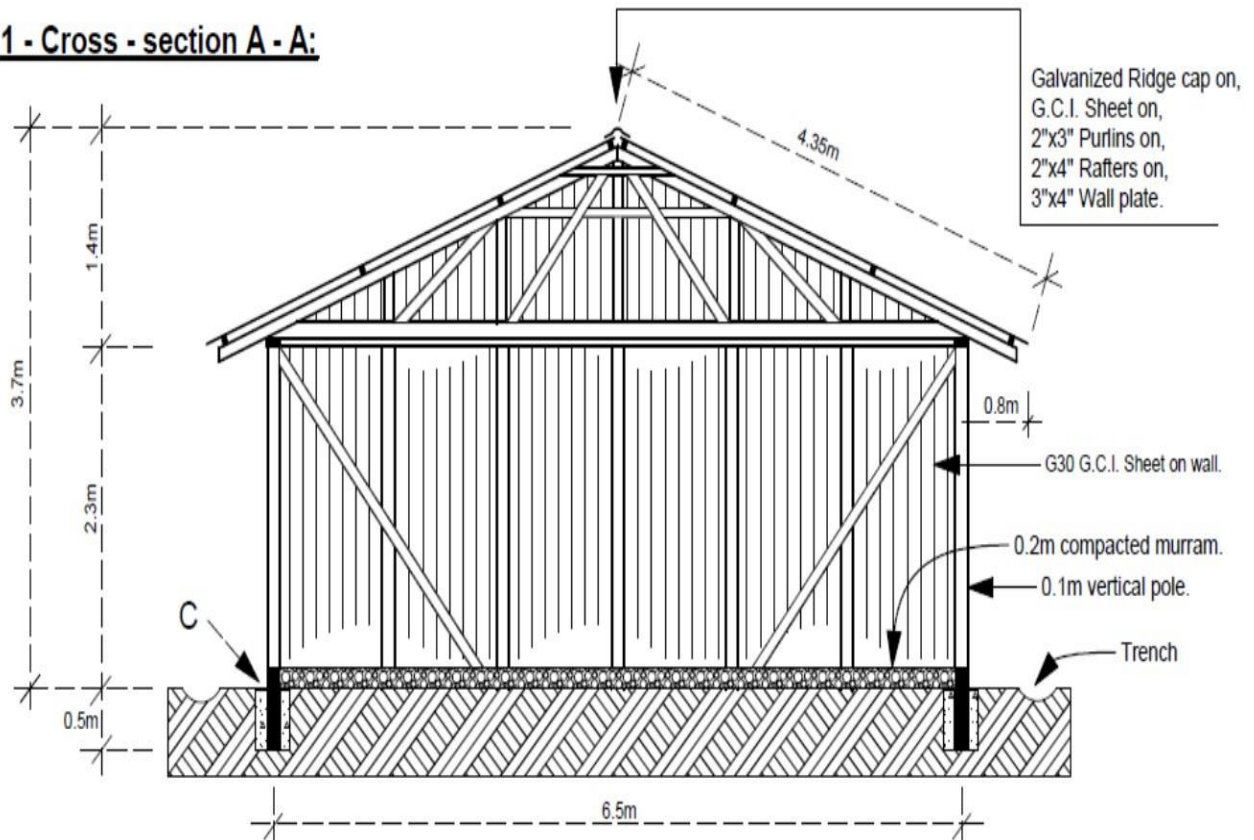 1 - Cross - section A - A:
Galvanized Ridge cap on,
G.C.I. Sheet on,
2"x3" Purlins on,
2"x4" Rafters on,
3"x4" Wall plate.
4.35m
1.4m
3.7m
2.3m
0.8m
G30 G.C.I. Sheet on wall.
0.2m compacted murram.
0.1m vertical pole.
C
Trench
0.5m
6.5m